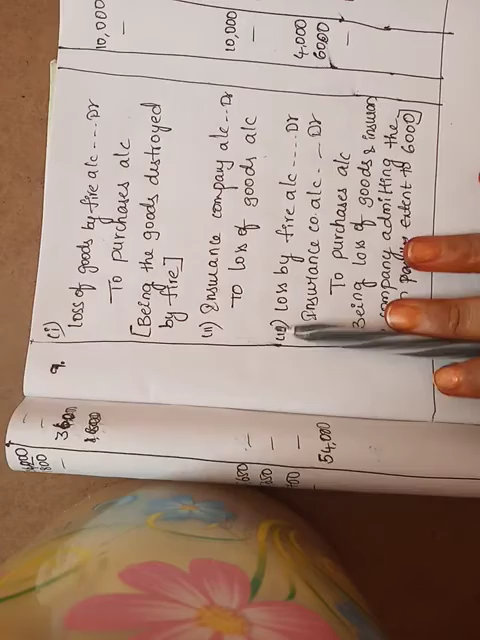 9. (i) Loss of goods by fire a/c ....Dr 10,000
To purchases a/c –
[Being the goods destroyed
by fire]
(ii) Insurance company a/c ..Dr 10,000
To loss of goods a/c –
(iii) Loss by fire a/c ....Dr 4,000
Insurance co. a/c. – Dr 6000
To purchases a/c –
Being loss of goods & insuran
company admitting the
extent to 6000]
54,000